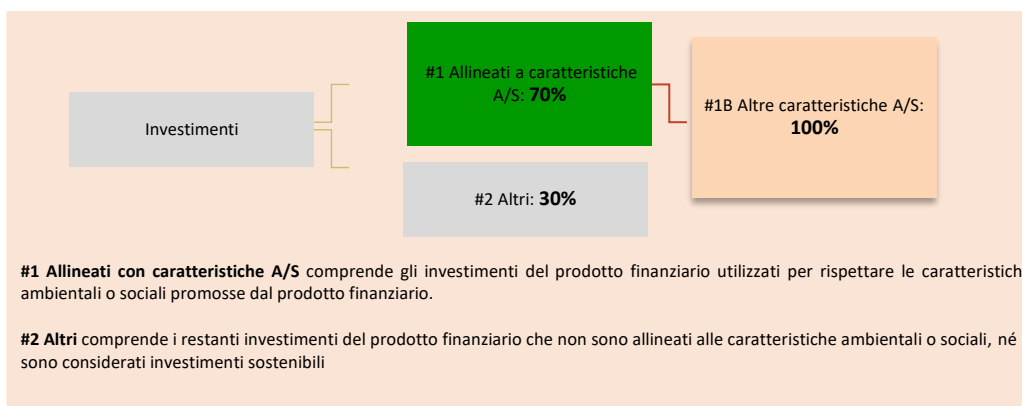 #1 Allineati a caratteristiche
A/S: 70%
#1B Altre caratteristiche A/S:
100%
Investimenti
#2 Altri: 30%
#1 Allineati con caratteristiche A/S comprende gli investimenti del prodotto finanziario utilizzati per rispettare le caratteristich
ambientali o sociali promosse dal prodotto finanziario.
#2 Altri comprende i restanti investimenti del prodotto finanziario che non sono allineati alle caratteristiche ambientali o sociali, né
sono considerati investimenti sostenibili